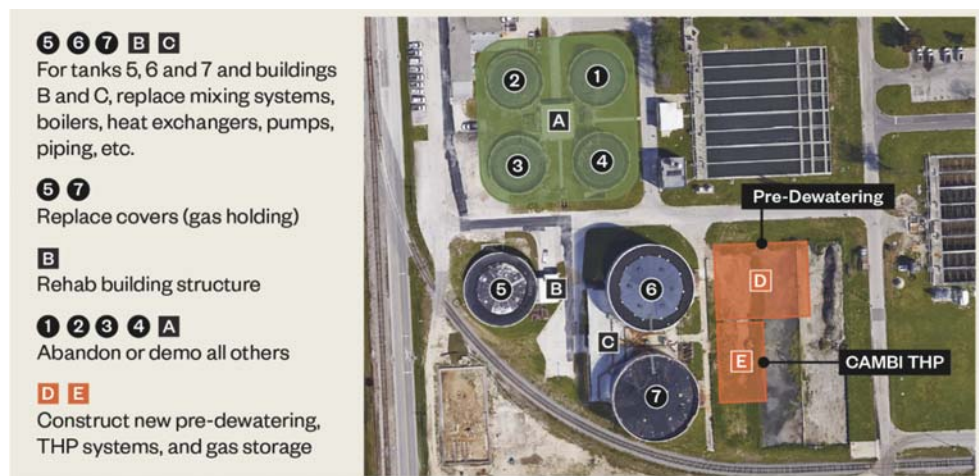 5 6 7 B C
For tanks 5, 6 and 7 and buildings
B and C, replace mixing systems,
boilers, heat exchangers, pumps,
piping, etc.
5 7
Replace covers (gas holding)
B
Rehab building structure
1 2 3 4 A
Abandon or demo all others
D E
Construct new pre-dewatering,
THP systems, and gas storage
2 1
A
3 4
Pre-Dewatering
D
5 B 6
C
E CAMBI THP
7